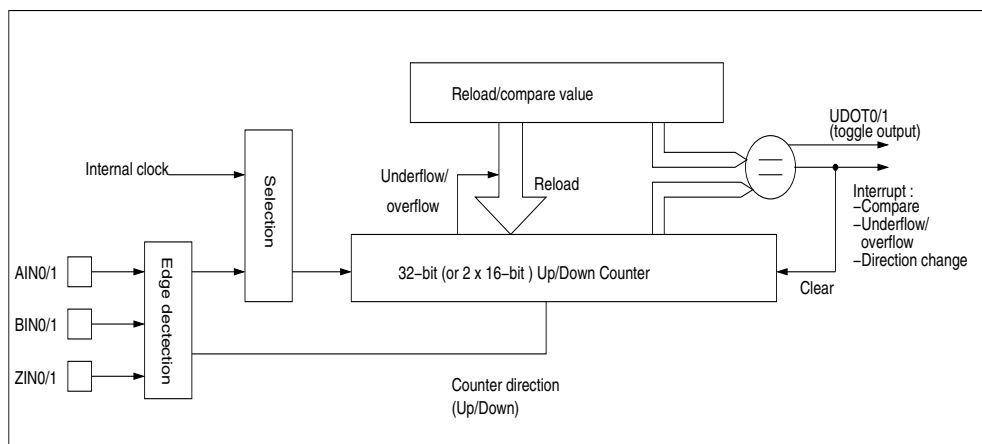 Reload/compare value
UDOT0/1
(toggle output)
Internal clock
Selection
Underflow/
overflow
Reload
Interrupt :
−Compare
−Underflow/
overflow
−Direction change
AIN0/1
Edge dectection
32−bit (or 2 x 16−bit ) Up/Down Counter
Clear
BIN0/1
ZIN0/1
Counter direction
(Up/Down)